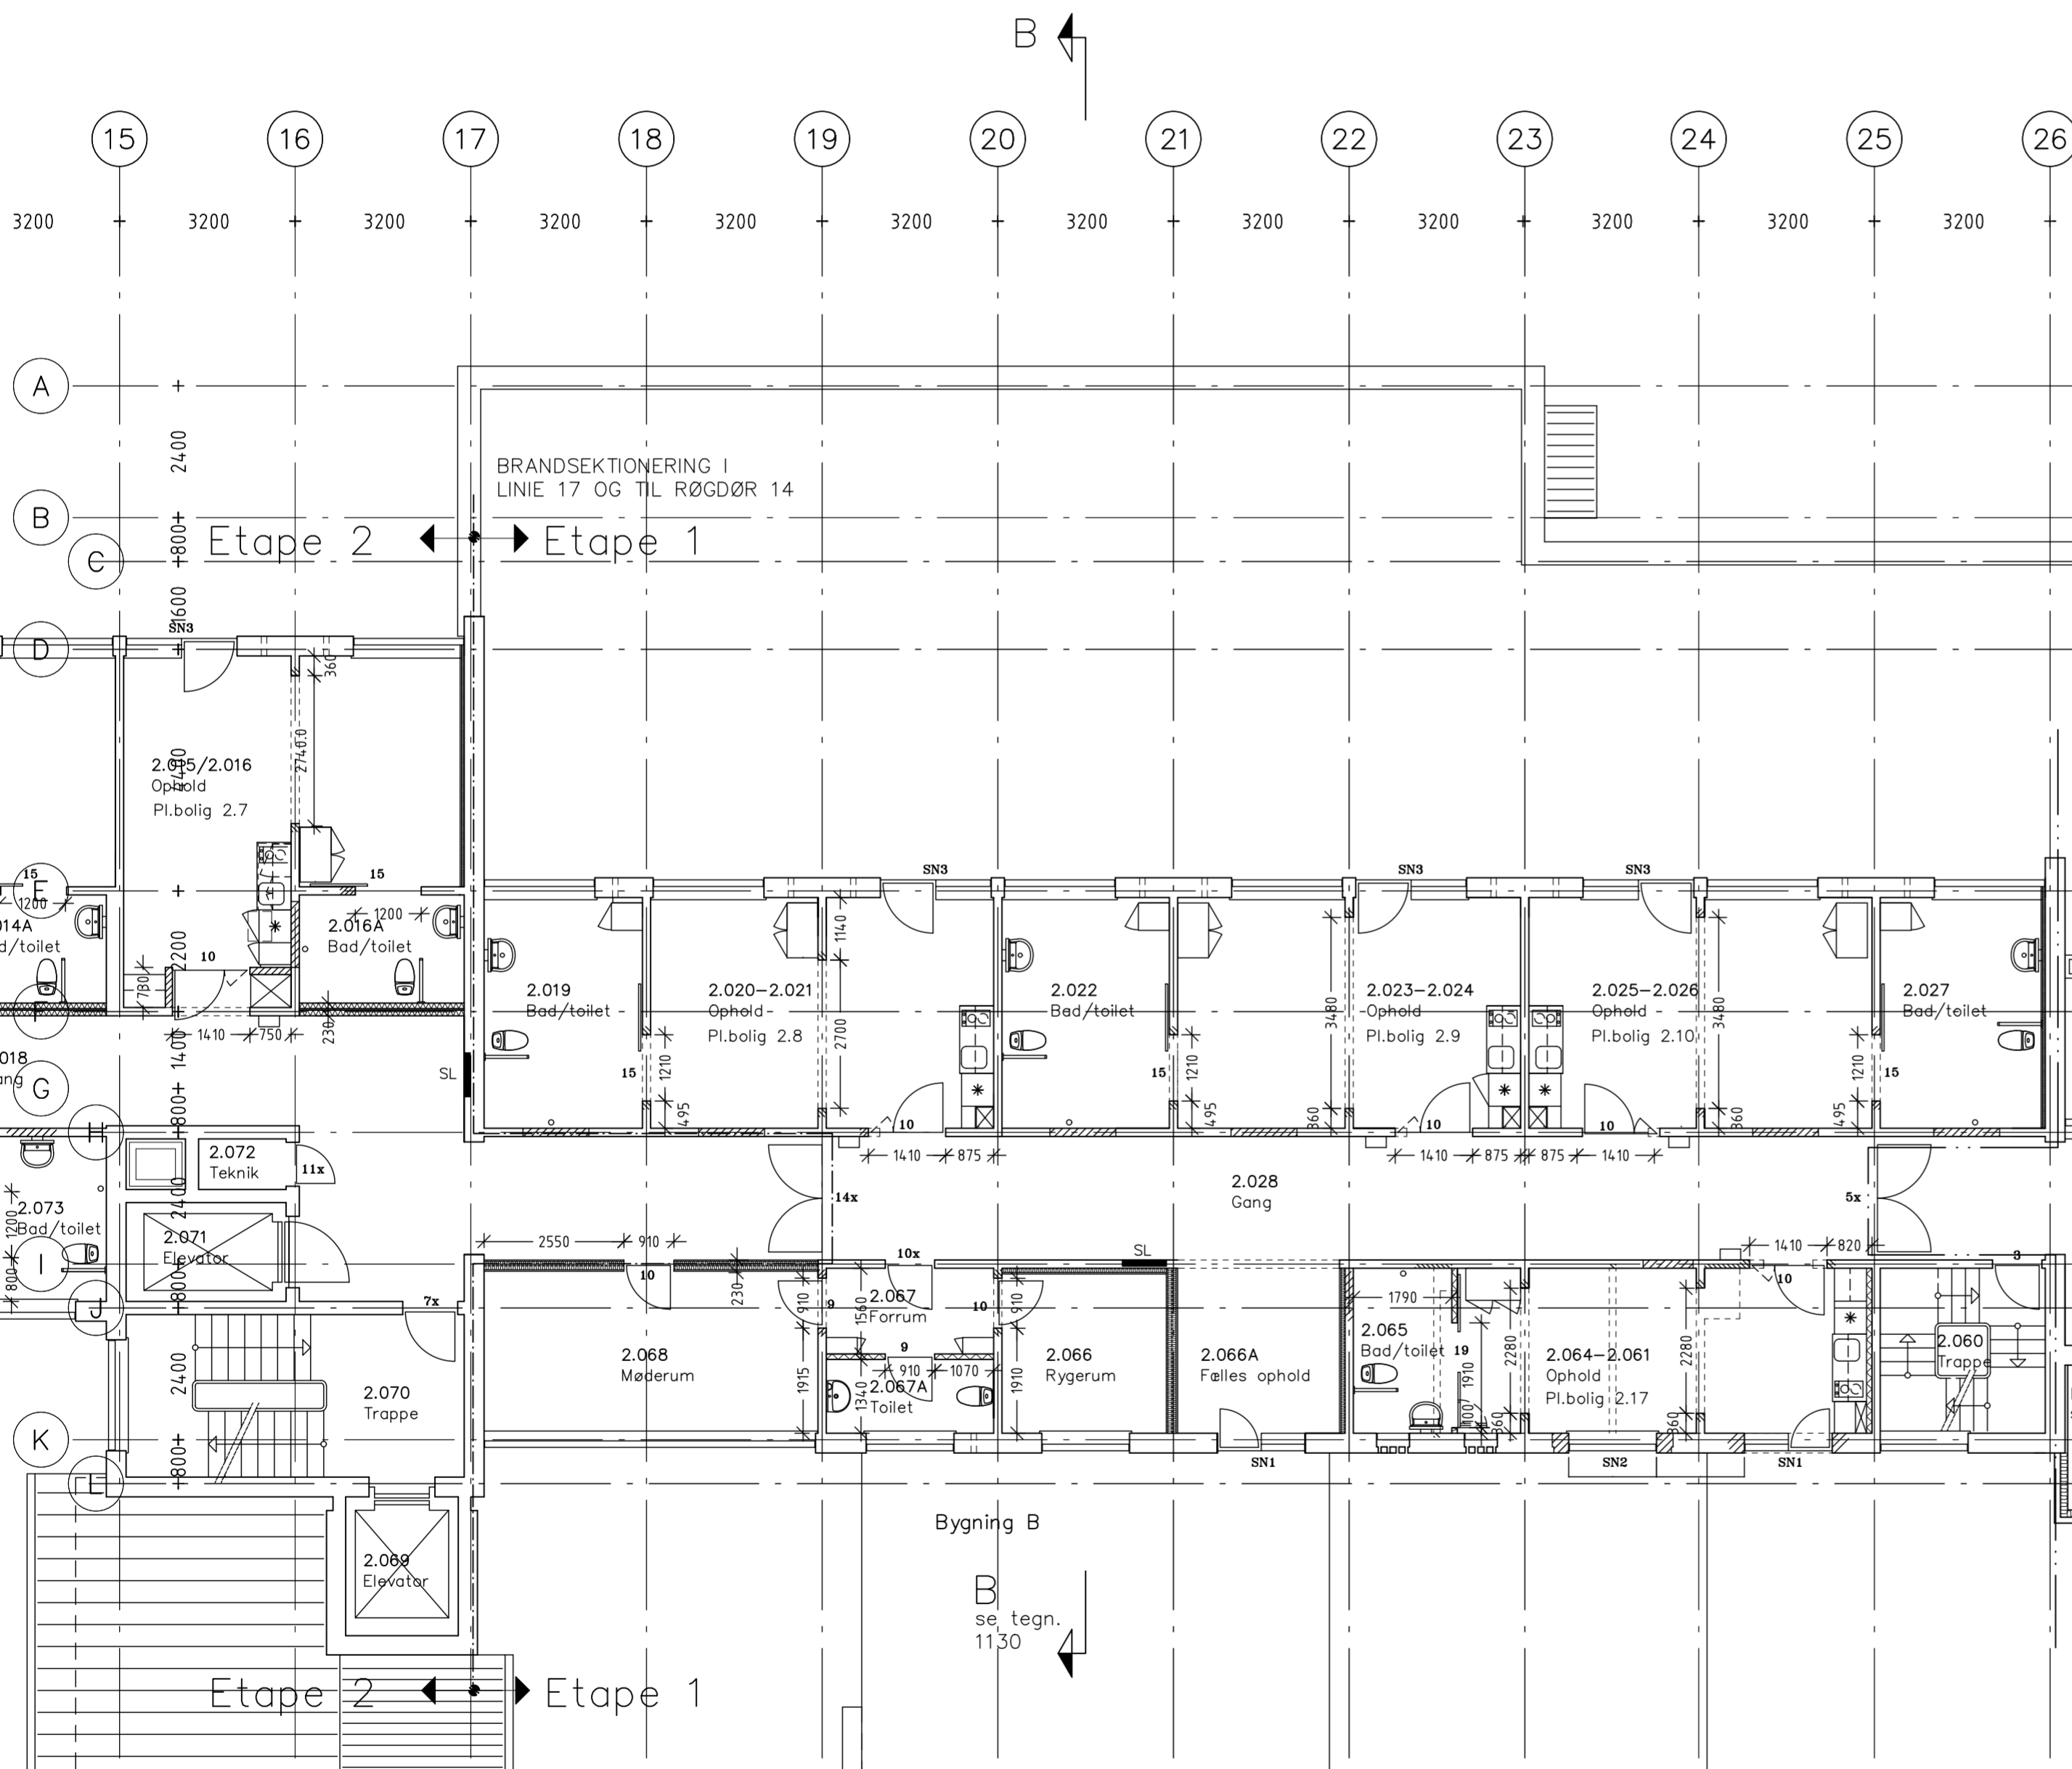 B
15 16 17 18 19 20 21 22 23 24 25 26
3200 3200 3200 3200 3200 3200 3200 3200 3200 3200 3200 3200
A
2400
BRANDSEKTIONERING I
LINIE 17 OG TIL RØGDØR 14
B
800
Etape 2 Etape 1
C
1600
SN3
D
360
2740.0
2.015/2.016
Ophold
Pl.bolig 2.7
15
15
E
1200
1200
2.016A
Bad/toilet
2200
10
730
F
1410 750
230
1400
G
SL
800
H
SN3 SN3 SN3
1140
2700
3480
3480
2.019
Bad/toilet
2.020-2.021
Ophold
Pl.bolig 2.8
2.022
Bad/toilet
2.023-2.024
Ophold
Pl.bolig 2.9
2.025-2.026
Ophold
Pl.bolig 2.10
2.027
Bad/toilet
15 1210 15 1210 1210 15
495 495 360 360 495
10 10 10
1410 875 1410 875 875 1410
2.072
Teknik
11x
2.073
Bad/toilet
1200
800
2400
2.071
Elevator
I
800
J
14x
2.028
Gang
5x
2550 910
10x
SL
1410 820
3
10
230
910
9
1560
2.067
Forrum
10
910
10
7x
2400
2.070
Trappe
2.068
Møderum
1915
9
910 1070
2.067A
Toilet
1340
1910
2.066
Rygerum
2.066A
Fælles ophold
1790
2.065
Bad/toilet
19
1910
2280
360
2.064-2.061
Ophold
Pl.bolig 2.17
2280
360
2.060
Trappe
K
800
L
SN1 SN2 SN1
Bygning B
2.069
Elevator
B
se tegn.
1130
Etape 2 Etape 1